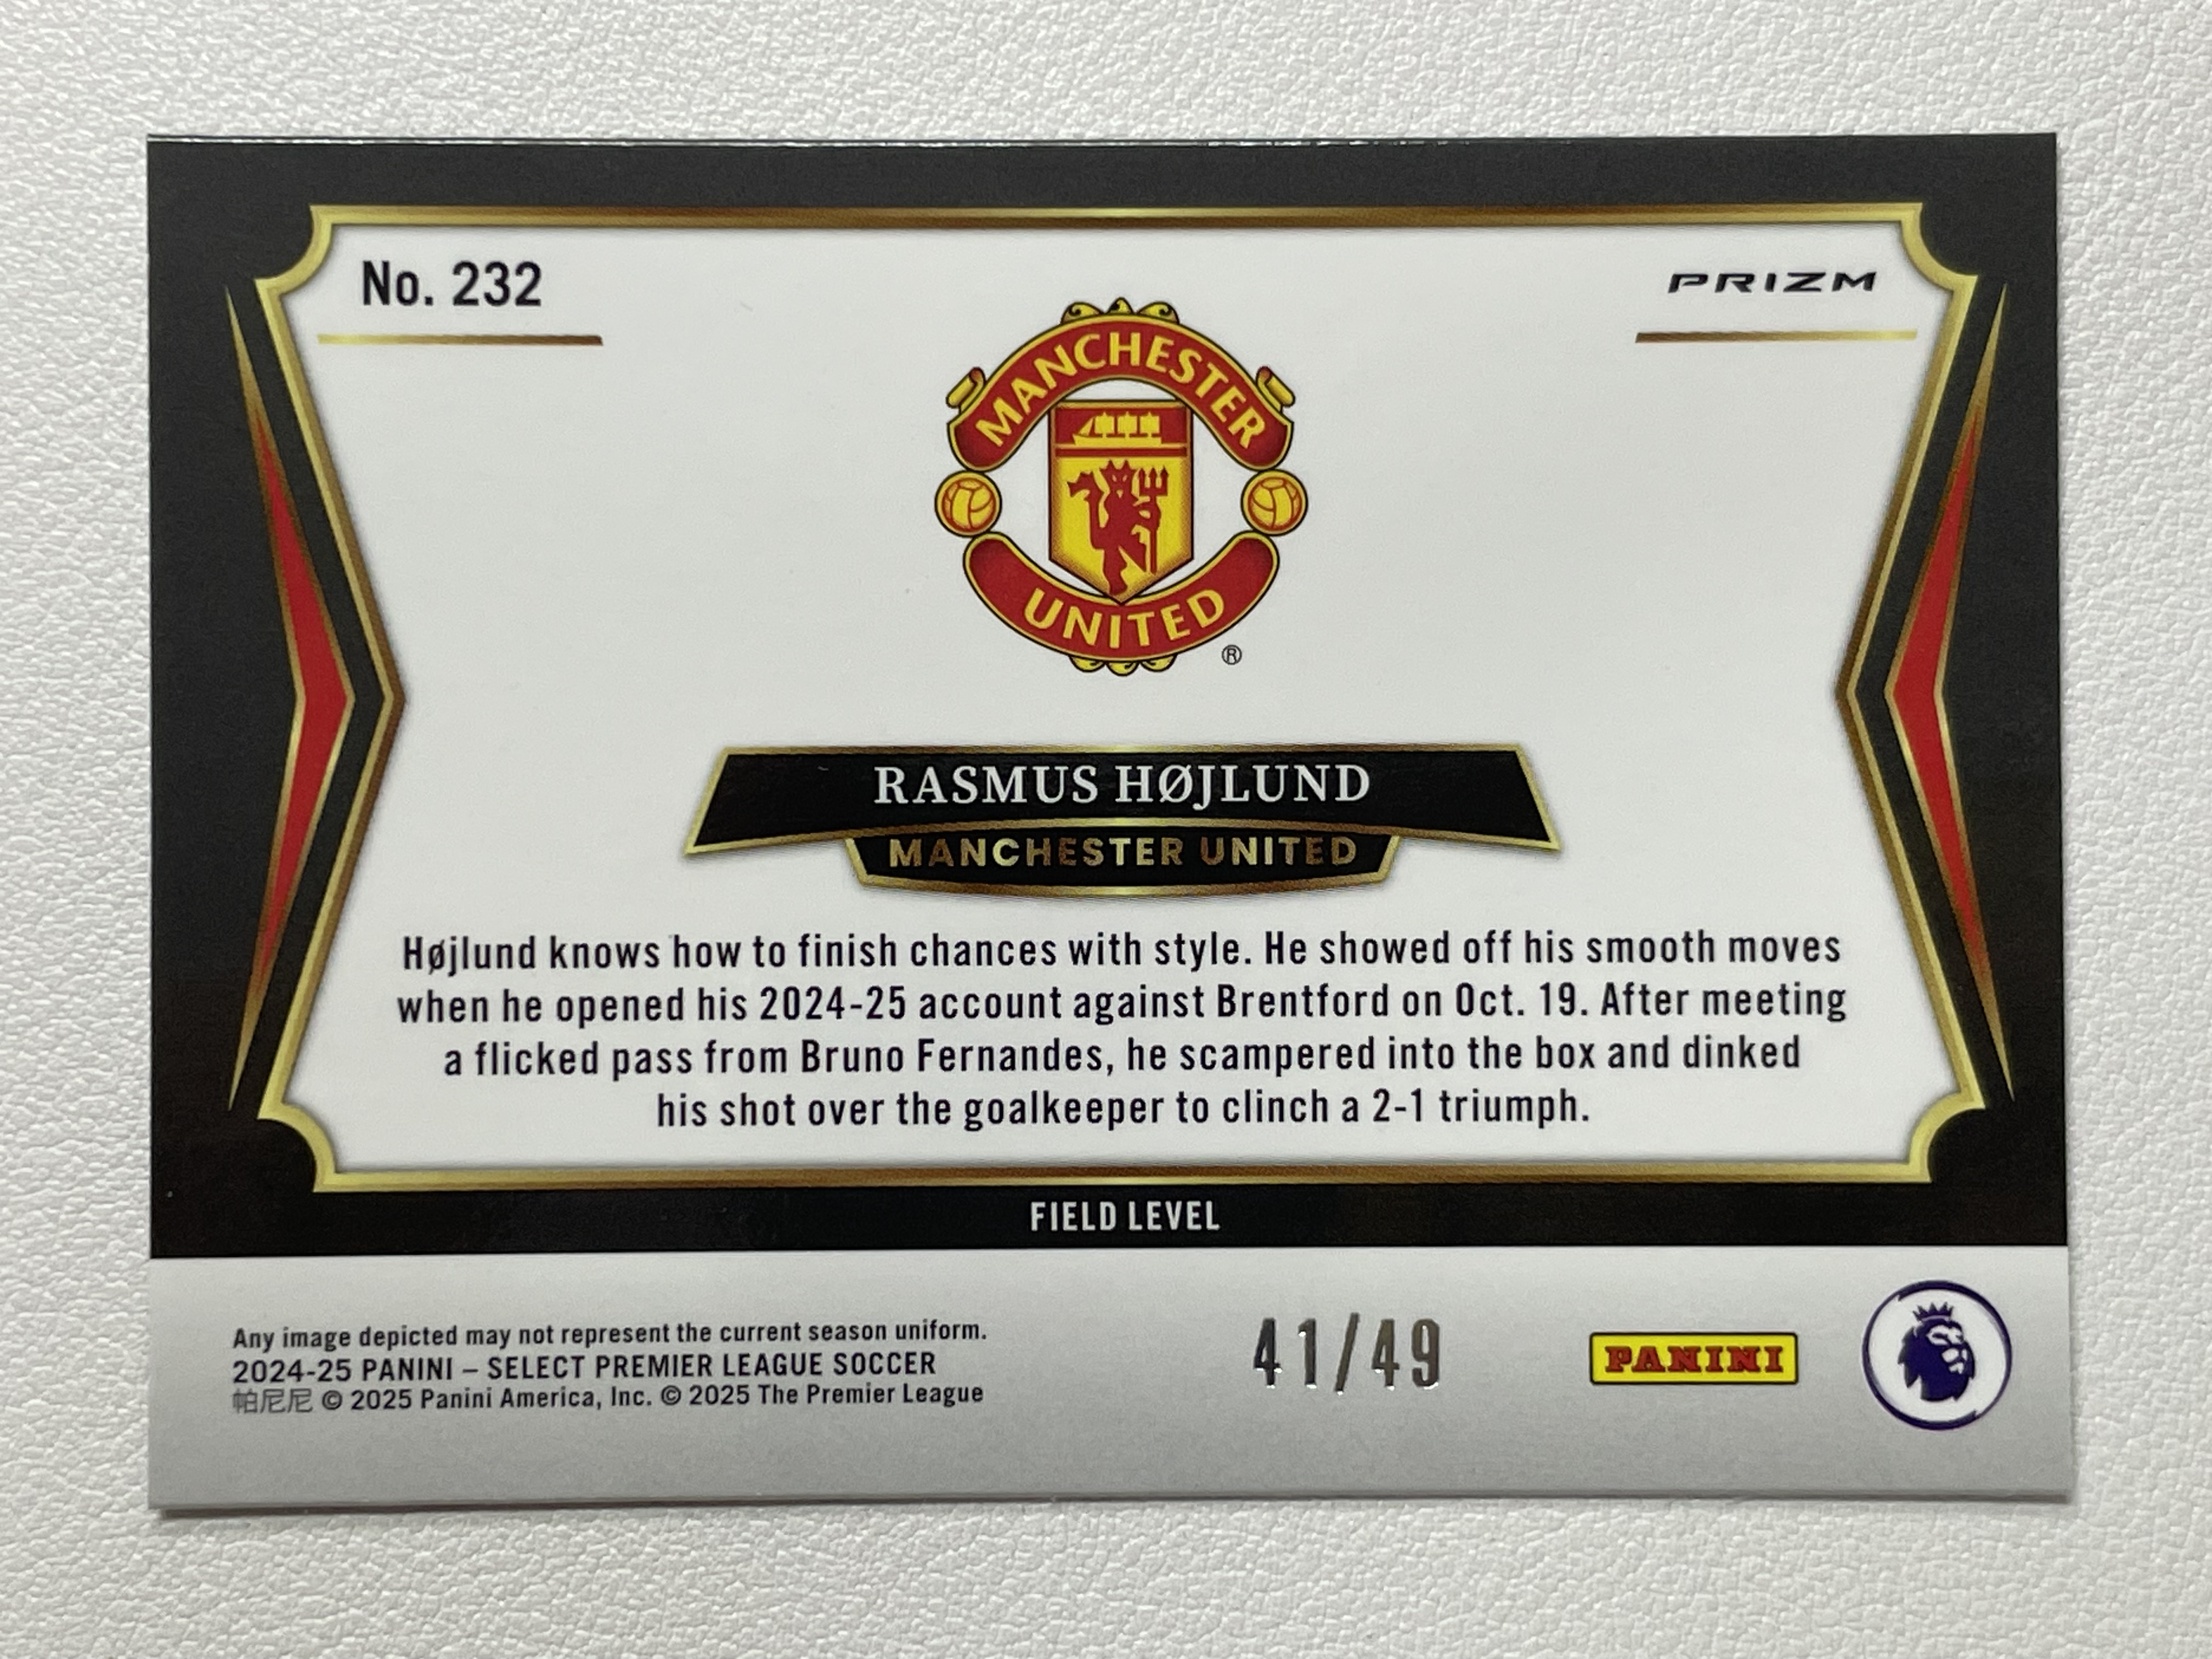 No. 232
PRIZM
MANCHESTER
UNITED
®
RASMUS HØJLUND
MANCHESTER UNITED
Højlund knows how to finish chances with style. He showed off his smooth moves
when he opened his 2024-25 account against Brentford on Oct. 19. After meeting
a flicked pass from Bruno Fernandes, he scampered into the box and dinked
his shot over the goalkeeper to clinch a 2-1 triumph.
FIELD LEVEL
Any image depicted may not represent the current season uniform.
2024-25 PANINI – SELECT PREMIER LEAGUE SOCCER
帕尼尼 © 2025 Panini America, Inc. © 2025 The Premier League
41/49
PANINI